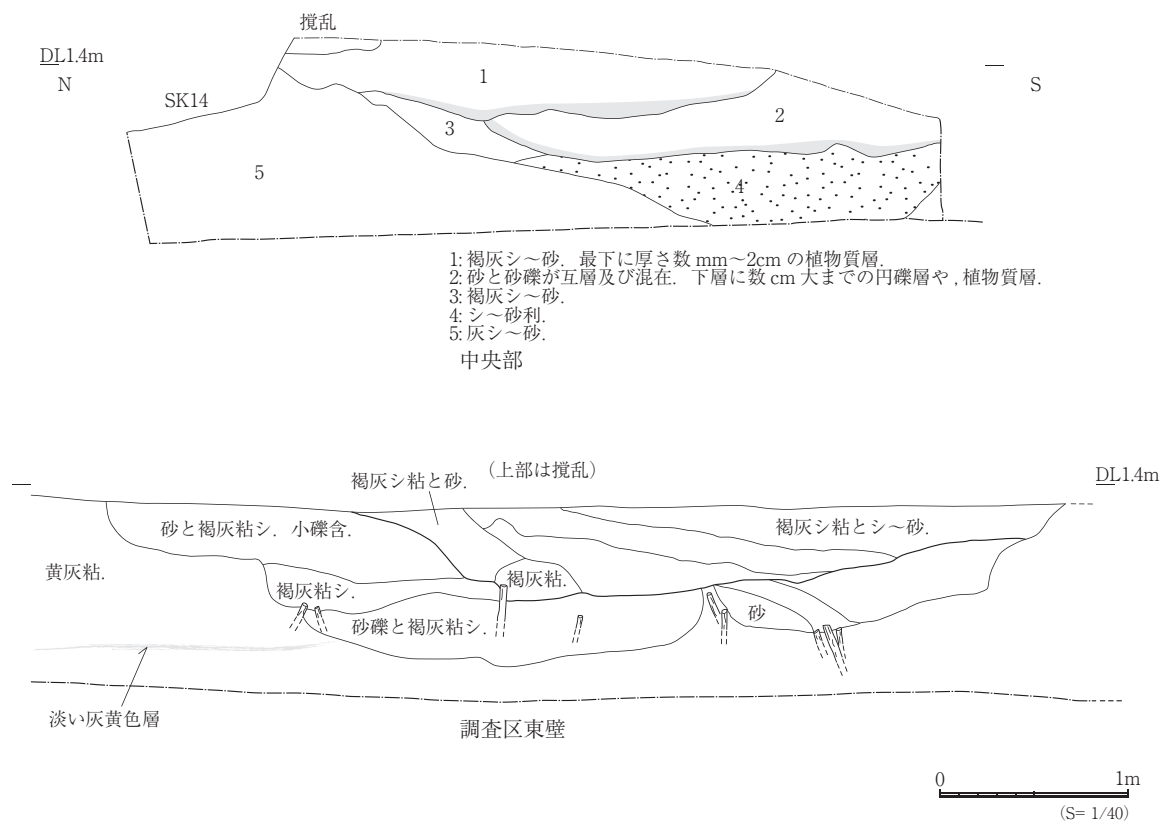 攪乱
DL1.4m
N
S
SK14
1
2
3
4
5
1: 褐灰シ～砂．最下に厚さ数 mm～2cm の植物質層．
2: 砂と砂礫が互層及び混在．下層に数 cm 大までの円礫層や , 植物質層．
3: 褐灰シ～砂．
4: シ～砂利．
5: 灰シ～砂．
中央部
（上部は攪乱）
DL1.4m
褐灰シ粘と砂．
砂と褐灰粘シ．小礫含．
褐灰シ粘とシ～砂．
黄灰粘．
褐灰粘．
褐灰粘シ．
砂
砂礫と褐灰粘シ．
淡い灰黄色層
調査区東壁
0 1m
(S= 1/40)